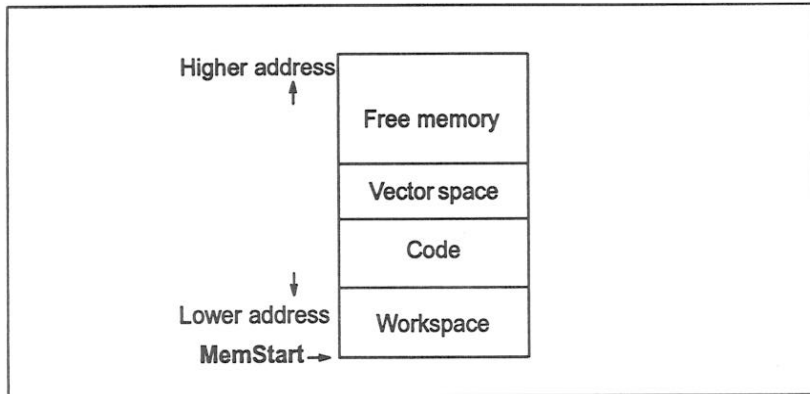 Higher address
Free memory
Vector space
Code
Lower address
Workspace
MemStart